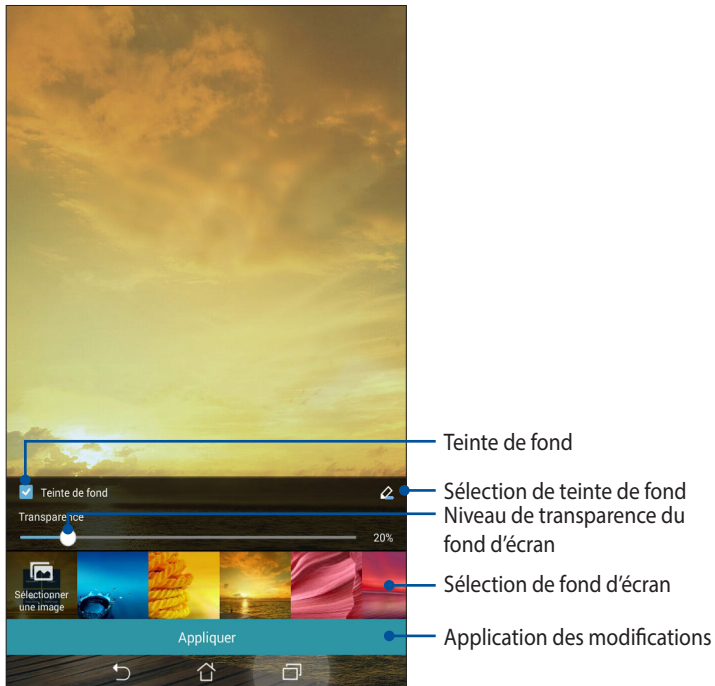 Teinte de fond
Teinte de fond
Sélection de teinte de fond
Transparence
20%
Niveau de transparence du
fond d'écran
Sélectionner
une image
Sélection de fond d'écran
Appliquer
Application des modifications